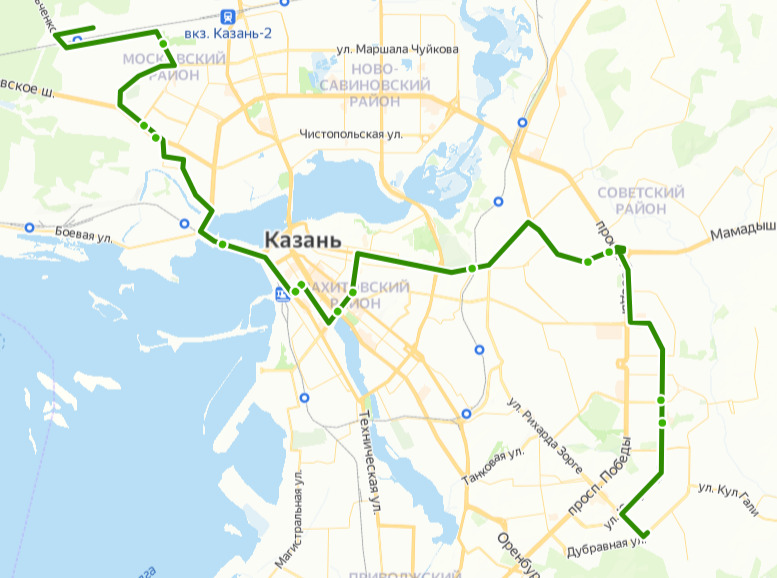 вкз. Казань-2
ул. Маршала Чуйкова
МОСКОВСКИЙ
РАЙОН
НОВО-
САВИНОВСКИЙ
РАЙОН
вское ш.
Чистопольская ул.
СОВЕТСКИЙ
РАЙОН
Боевая ул.
Казань
Мамадыш
РАЙОН
ул. Рихарда Зорге
Техническая ул.
Танковая ул.
просп. Победы
Магистральная ул.
ул. Кул Гали
Дубравная ул.
Оренбур
ПРИВОЛЖСКИЙ